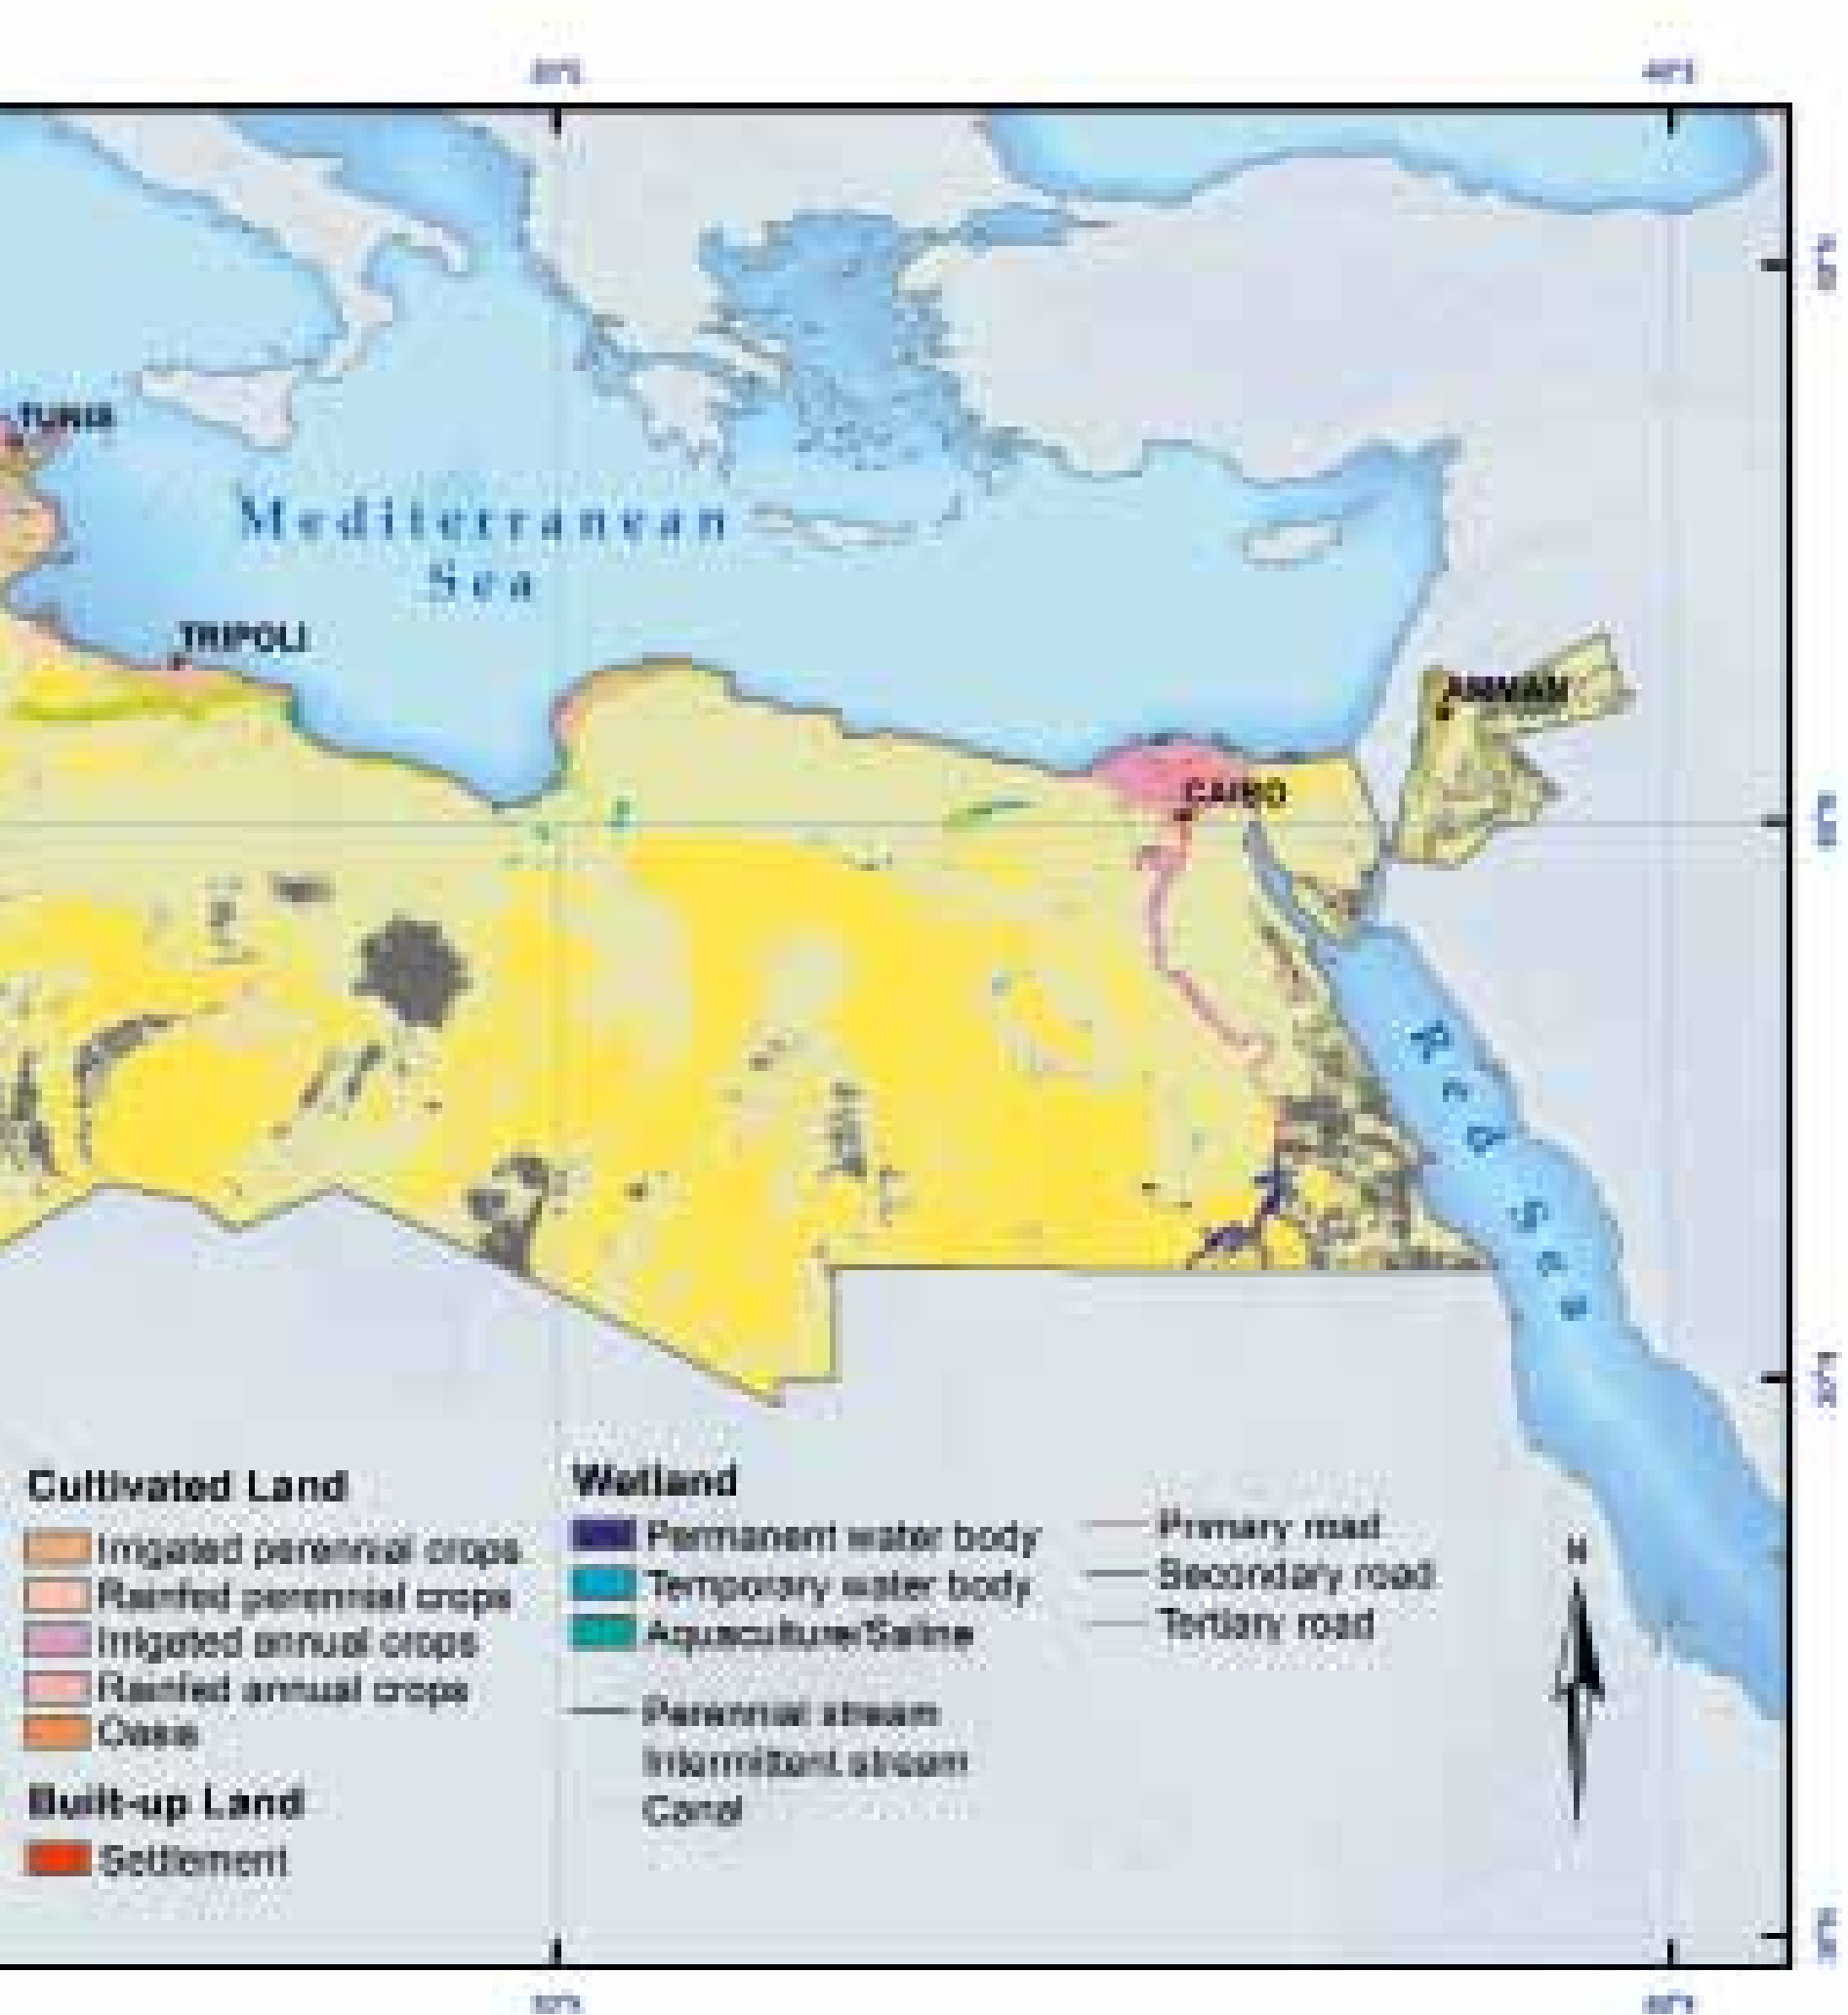 TUNIS
Mediterranean
Sea
TRIPOLI
AMMAN
CAIRO
Red Sea
Cultivated Land
Irrigated perennial crops
Rainfed perennial crops
Irrigated annual crops
Rainfed annual crops
Oasis
Built-up Land
Settlement
Wetland
Permanent water body
Temporary water body
Aquaculture/Saline
Perennial stream
Intermittent stream
Canal
Primary road
Secondary road
Tertiary road
N